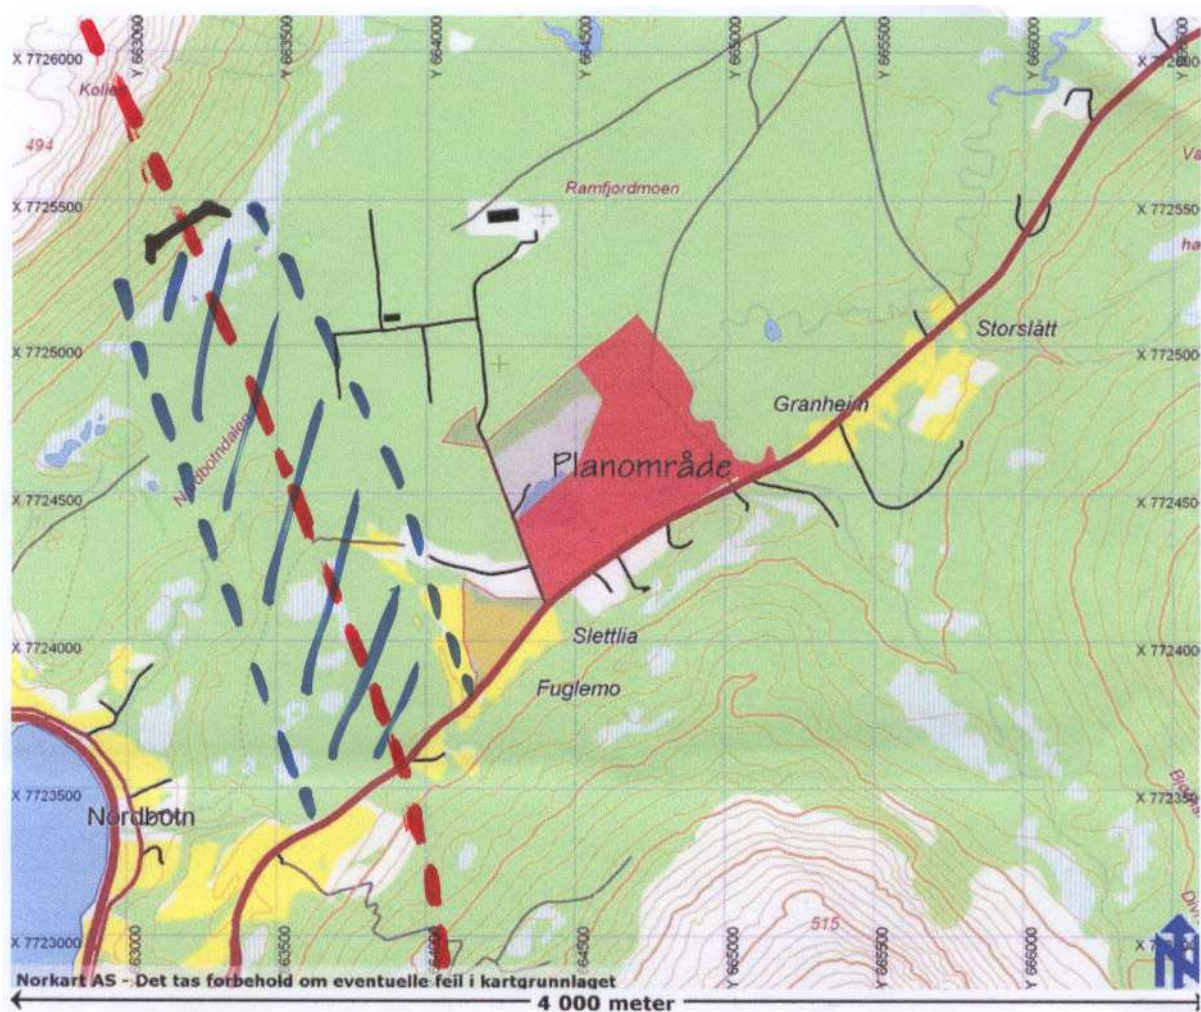 Y 663000
Y 663500
Y 664000
Y 664500
Y 665000
Y 665500
Y 666000
X 7726000
494
Ramfjordmoen
X 7725500
X 7725000
Storslått
Granheim
Nordbotndalen
Planområde
X 7724500
X 7724000
Slettlia
Fuglemo
X 7723500
Nordbotn
515
X 7723000
N
Norkart AS - Det tas forbehold om eventuelle feil i kartgrunnlaget
4 000 meter